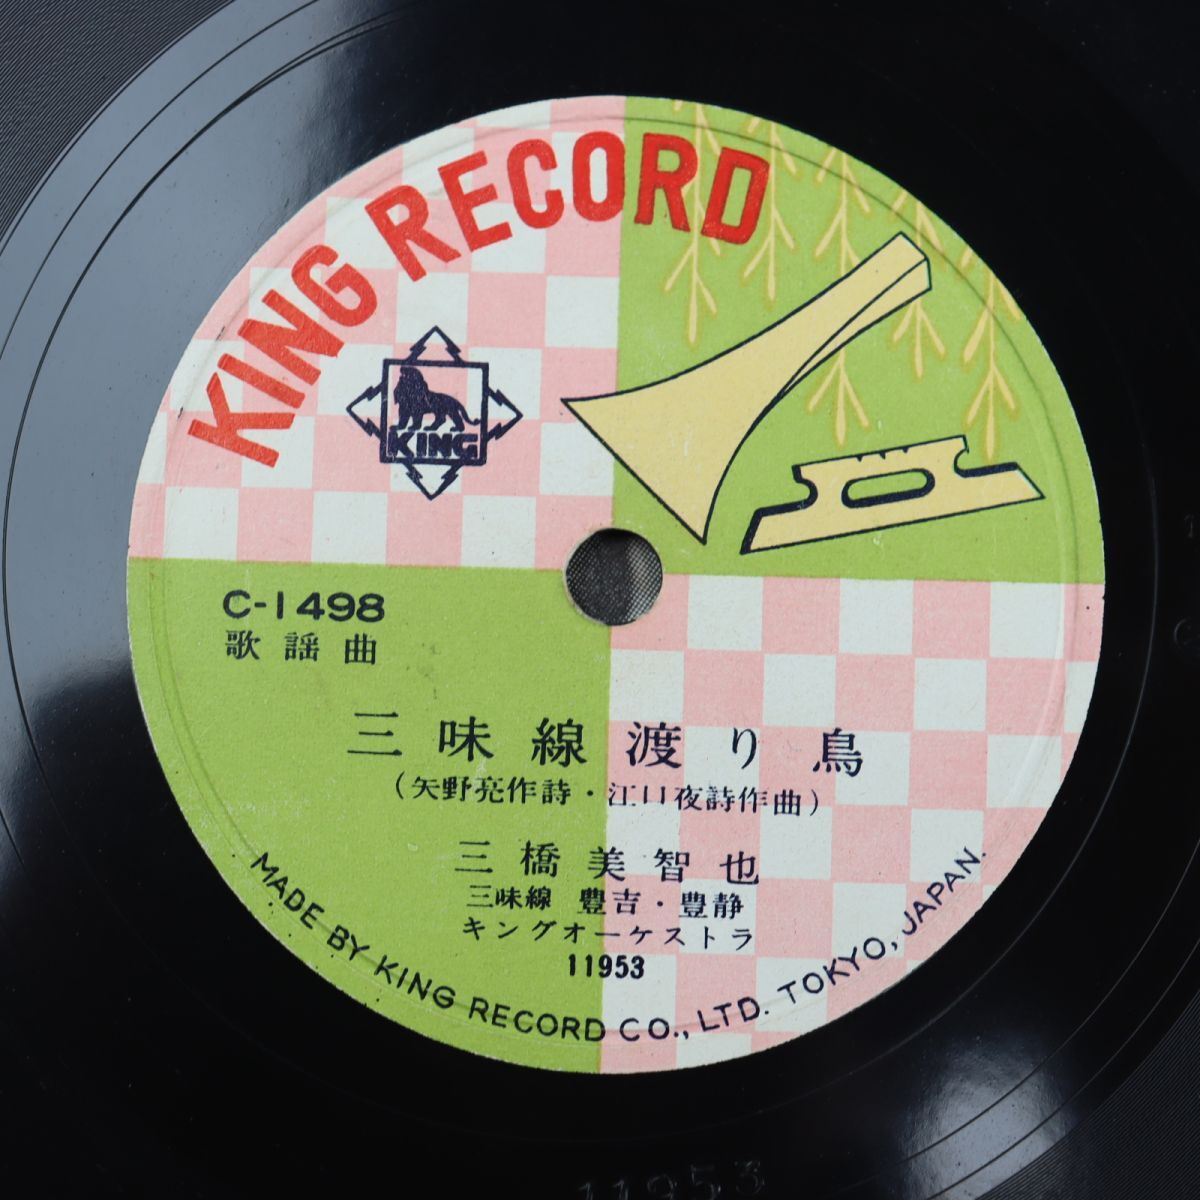 KING RECORD
KING
C-1498
歌謡曲
三味線渡り鳥
(矢野亮作詩・江口夜詩作曲)
三橋美智也
三味線 豊吉・豊静
キングオーケストラ
11953
MADE BY KING RECORD CO., LTD. TOKYO, JAPAN.
11953